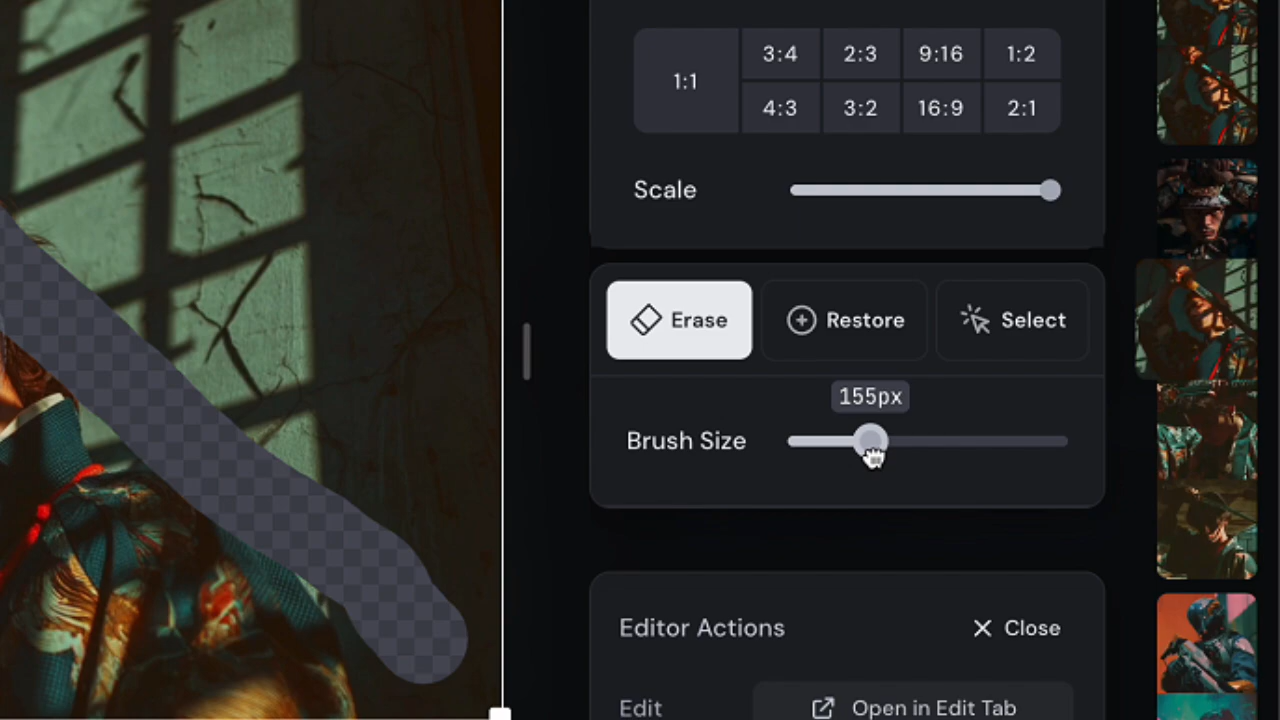 1:1
3:4 2:3 9:16 1:2
4:3 3:2 16:9 2:1
Scale
Erase Restore Select
155px
Brush Size
Editor Actions Close
Edit Open in Edit Tab